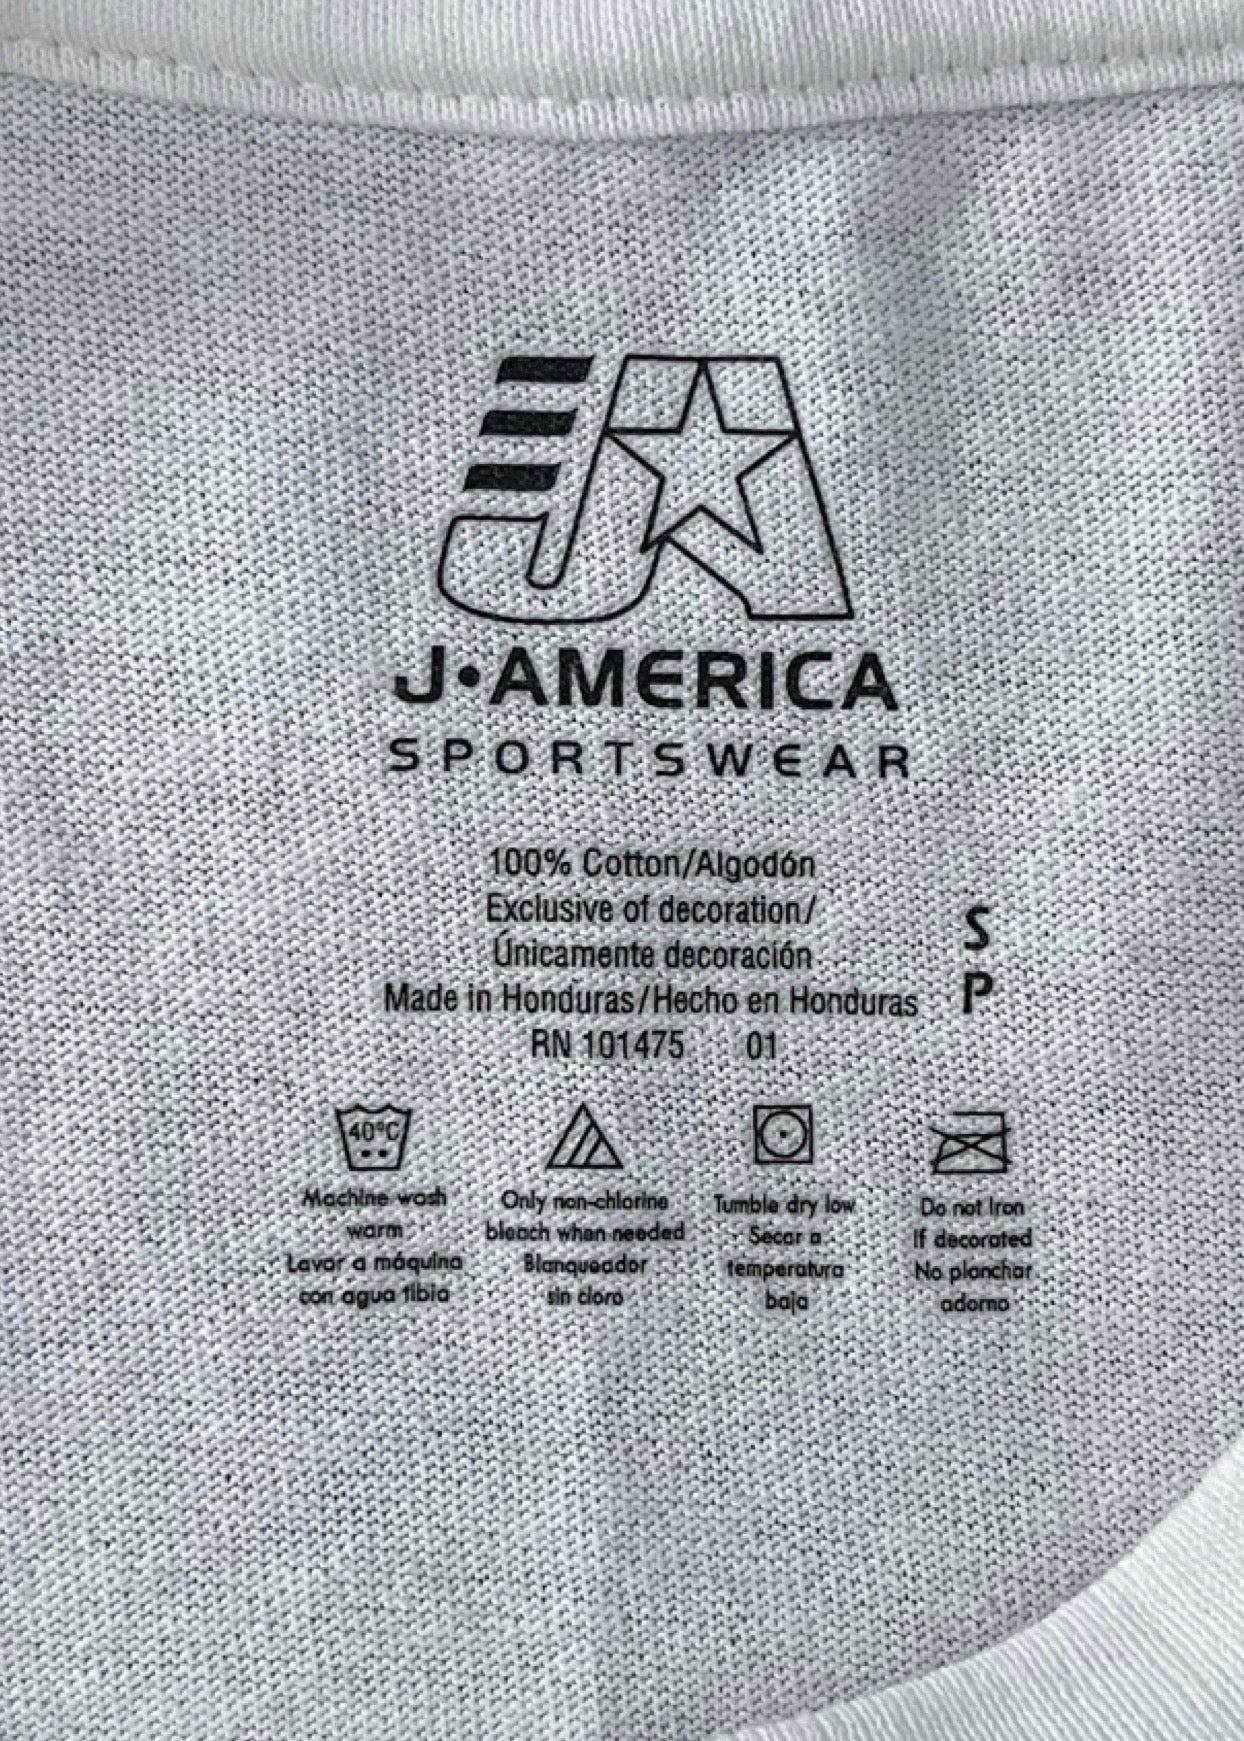 JA
J•AMERICA
SPORTSWEAR
100% Cotton/Algodón
Exclusive of decoration/
Únicamente decoración
Made in Honduras/Hecho en Honduras
RN 101475 01
S
P
40°C
Machine wash
warm
Lavar a máquina
con agua tibia
Only non-chlorine
bleach when needed
Blanqueador
sin cloro
Tumble dry low
Secar a
temperatura
baja
Do not Iron
If decorated
No planchar
adorno